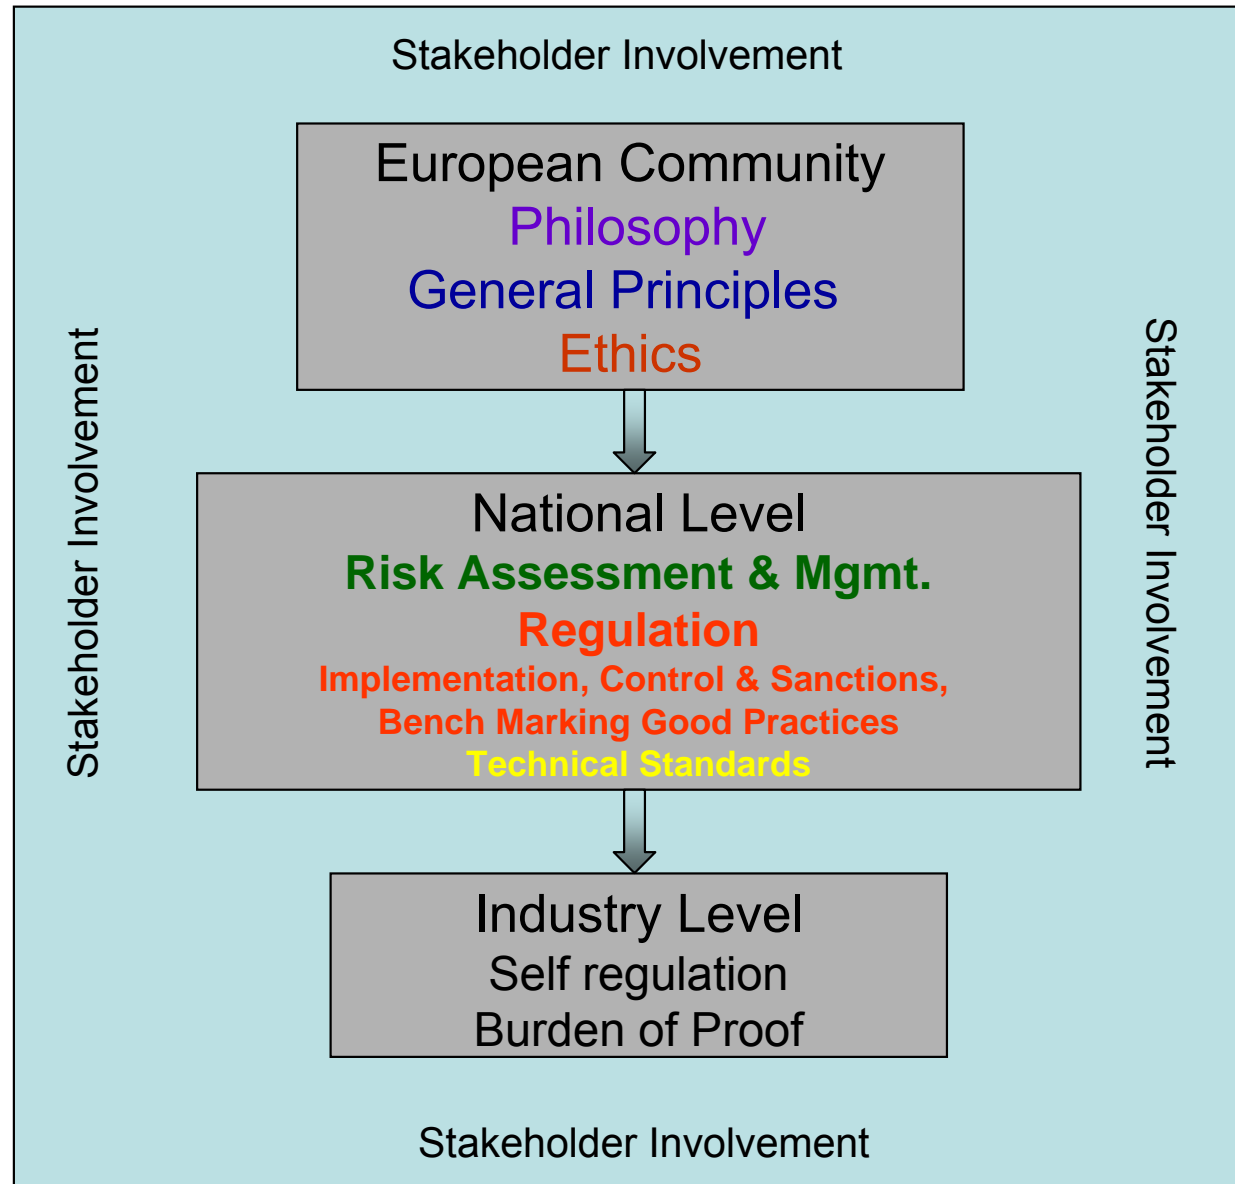 Stakeholder Involvement
European Community
Philosophy
General Principles
Ethics
Stakeholder Involvement
Stakeholder Involvement
National Level
Risk Assessment & Mgmt.
Regulation
Implementation, Control & Sanctions,
Bench Marking Good Practices
Technical Standards
Industry Level
Self regulation
Burden of Proof
Stakeholder Involvement